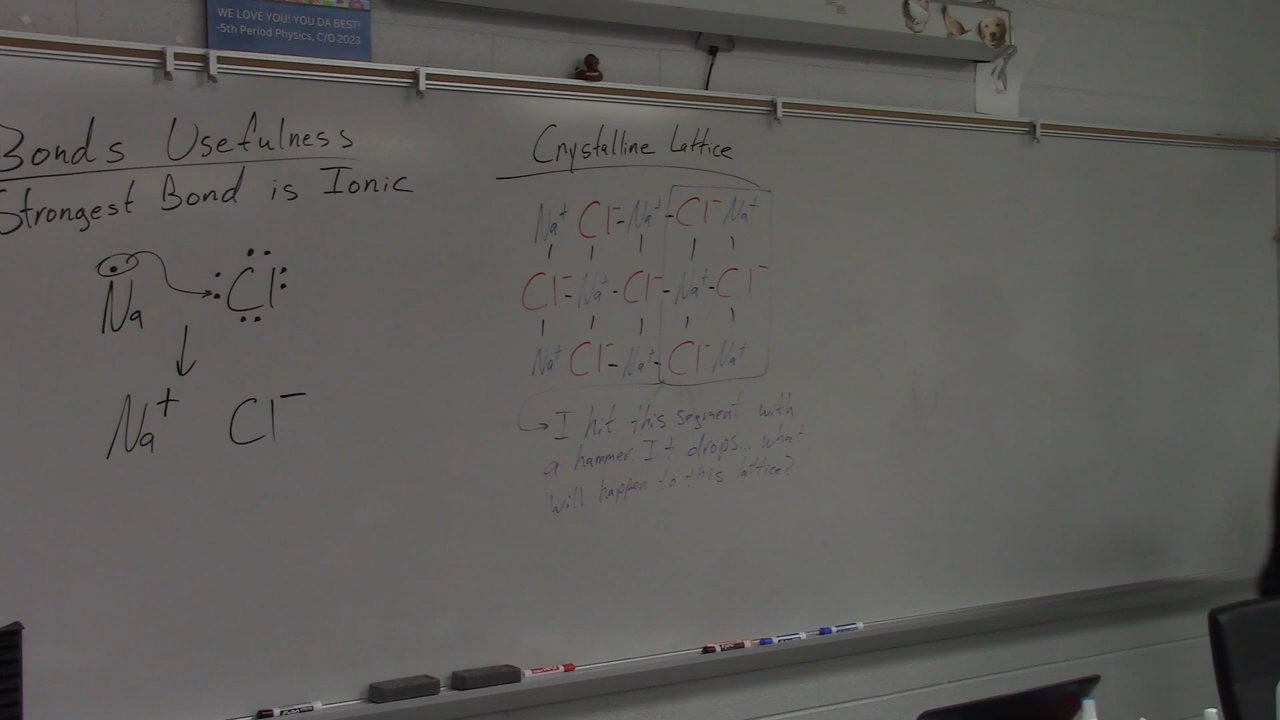 WE LOVE YOU! YOU DA BEST!
-5th Period Physics, C/O 2023
Bonds Usefulness
Strongest Bond is Ionic
Na Cl
Na⁺ Cl⁻
Crystalline Lattice
Na⁺ Cl⁻-Na⁺-Cl⁻ Na⁺
Cl⁻-Na⁺-Cl⁻-Na⁺-Cl⁻
Na⁺ Cl⁻-Na⁺-Cl⁻ Na⁺
I hit this segment with
a hammer. It drops... what
will happen to this lattice?